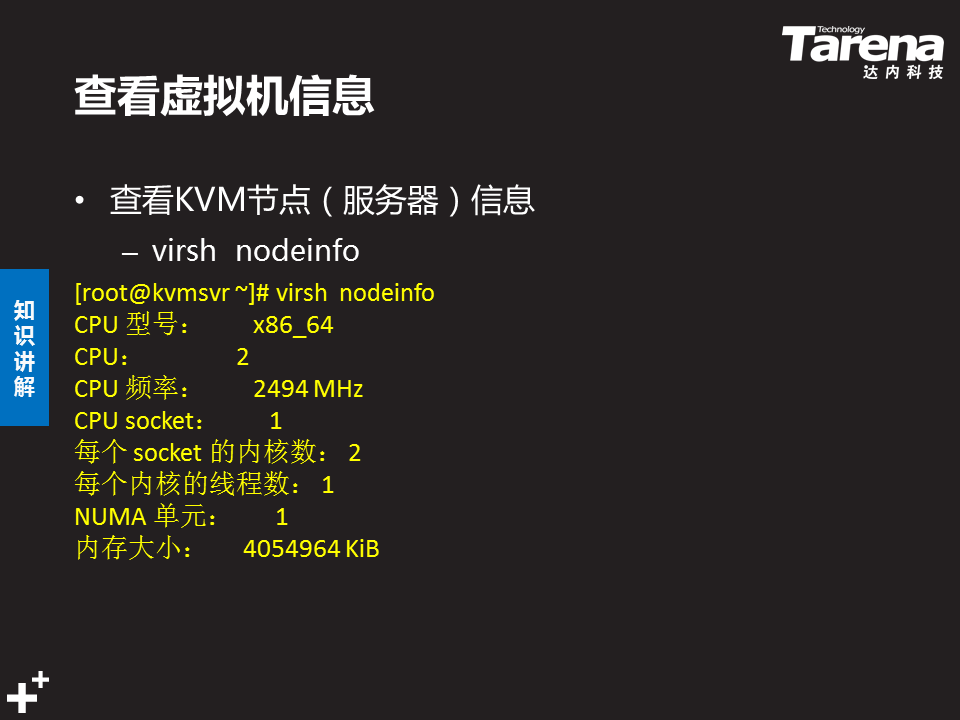 Technology
Tarena
达内科技
查看虚拟机信息
• 查看KVM节点（服务器）信息
– virsh nodeinfo
知识讲解
[root@kvmsvr ~]# virsh nodeinfo
CPU 型号： x86_64
CPU： 2
CPU 频率： 2494 MHz
CPU socket： 1
每个 socket 的内核数： 2
每个内核的线程数： 1
NUMA 单元： 1
内存大小： 4054964 KiB